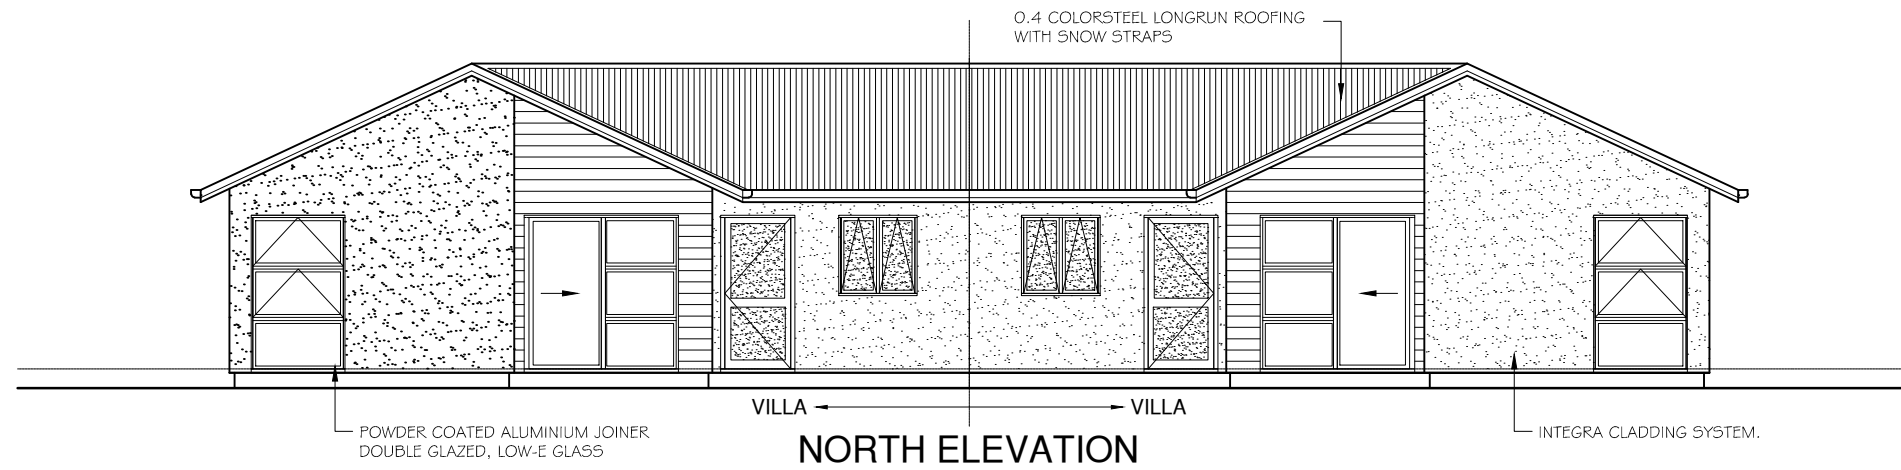 0.4 COLORSTEEL LONGRUN ROOFING
WITH SNOW STRAPS
VILLA
VILLA
POWDER COATED ALUMINIUM JOINER
DOUBLE GLAZED, LOW-E GLASS
INTEGRA CLADDING SYSTEM.
NORTH ELEVATION